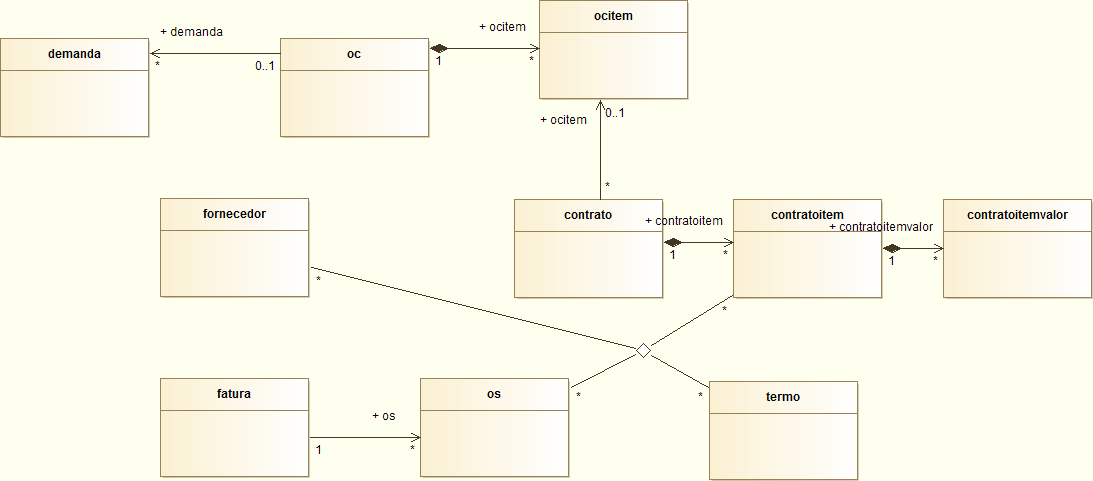 ocitem
+ ocitem
+ demanda
demanda
oc
*
0..1
1
*
0..1
+ ocitem
*
fornecedor
contrato
+ contratoitem
contratoitem
+ contratoitemvalor
contratoitemvalor
1
*
1
*
*
*
fatura
os
termo
*
*
+ os
1
*